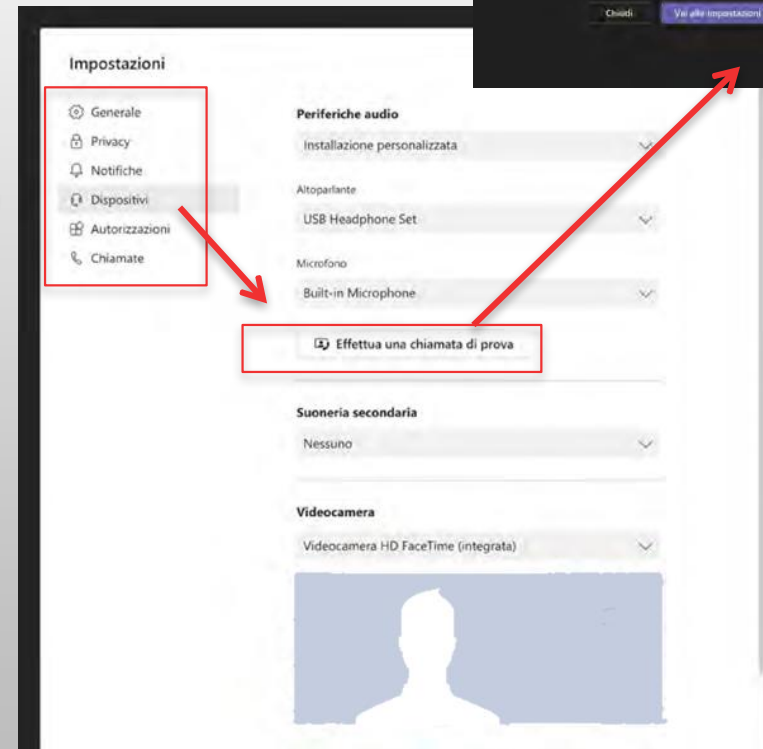 Chiudi
Vai alle impostazioni
Impostazioni
Generale
Privacy
Notifiche
Dispositivi
Autorizzazioni
Chiamate
Periferiche audio
Installazione personalizzata
Altoparlante
USB Headphone Set
Microfono
Built-in Microphone
Effettua una chiamata di prova
Suoneria secondaria
Nessuno
Videocamera
Videocamera HD FaceTime (integrata)